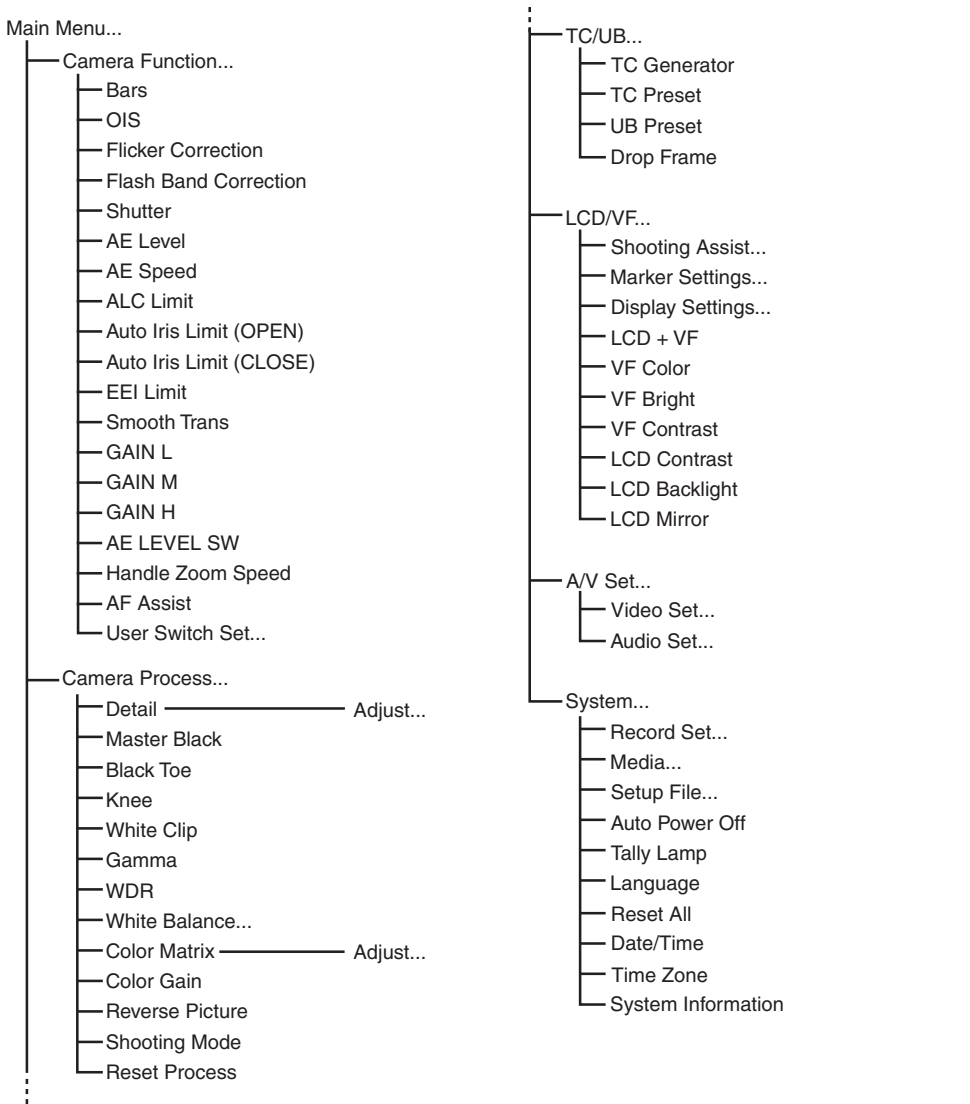 Main Menu...
Camera Function...
Bars
OIS
Flicker Correction
Flash Band Correction
Shutter
AE Level
AE Speed
ALC Limit
Auto Iris Limit (OPEN)
Auto Iris Limit (CLOSE)
EEI Limit
Smooth Trans
GAIN L
GAIN M
GAIN H
AE LEVEL SW
Handle Zoom Speed
AF Assist
User Switch Set...
Camera Process...
Detail Adjust...
Master Black
Black Toe
Knee
White Clip
Gamma
WDR
White Balance...
Color Matrix Adjust...
Color Gain
Reverse Picture
Shooting Mode
Reset Process
TC/UB...
TC Generator
TC Preset
UB Preset
Drop Frame
LCD/VF...
Shooting Assist...
Marker Settings...
Display Settings...
LCD + VF
VF Color
VF Bright
VF Contrast
LCD Contrast
LCD Backlight
LCD Mirror
A/V Set...
Video Set...
Audio Set...
System...
Record Set...
Media...
Setup File...
Auto Power Off
Tally Lamp
Language
Reset All
Date/Time
Time Zone
System Information